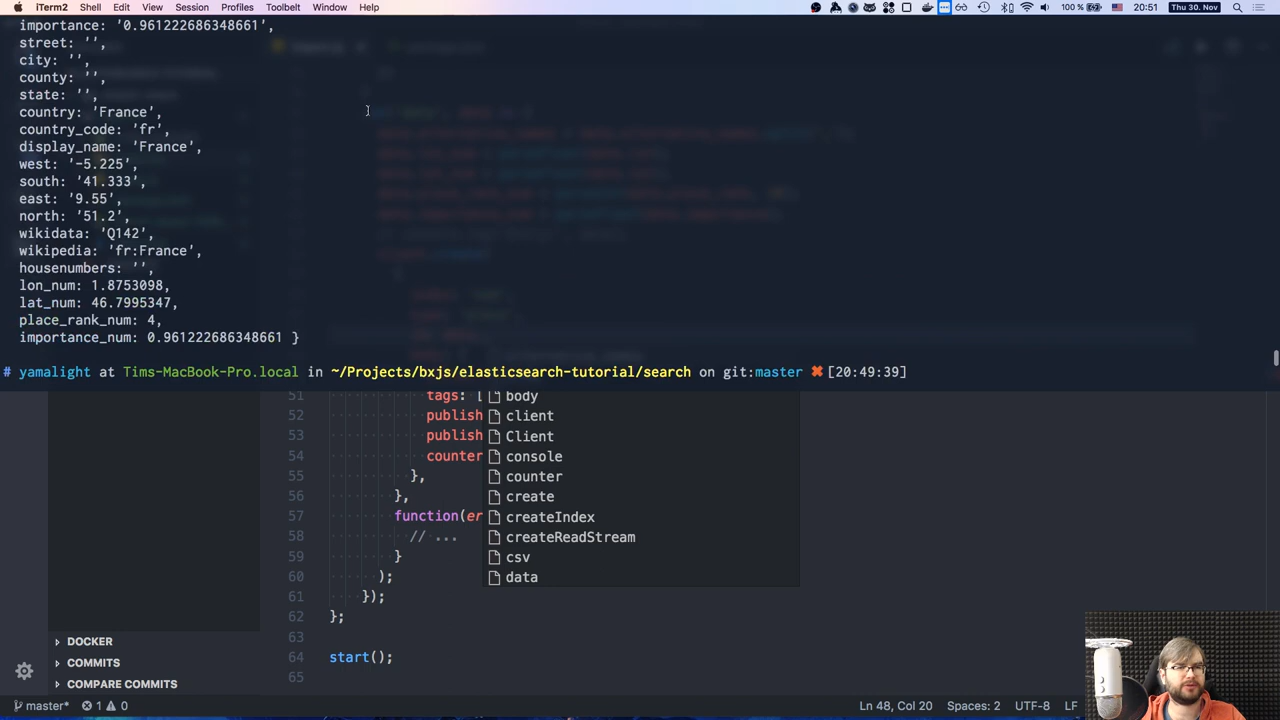 iTerm2 Shell Edit View Session Profiles Toolbelt Window Help 100 % Thu 30. Nov 20:51
importance: '0.961222686348661',
street: '',
city: '',
county: '',
state: '',
country: 'France',
country_code: 'fr',
display_name: 'France',
west: '-5.225',
south: '41.333',
east: '9.55',
north: '51.2',
wikidata: 'Q142',
wikipedia: 'fr:France',
housenumbers: '',
lon_num: 1.8753098,
lat_num: 46.7995347,
place_rank_num: 4,
importance_num: 0.961222686348661 }
# yamalight at Tims-MacBook-Pro.local in ~/Projects/bxjs/elasticsearch-tutorial/search on git:master ✖ [20:49:39]
51 tags: [ body
52 publish client
53 publish Client
54 counter console
55 }, counter
56 }, create
57 function(er createIndex
58 // ... createReadStream
59 } csv
60 ); data
61 });
62 };
63
64 start();
65
DOCKER
COMMITS
COMPARE COMMITS
master* 1 0 Ln 48, Col 20 Spaces: 2 UTF-8 LF